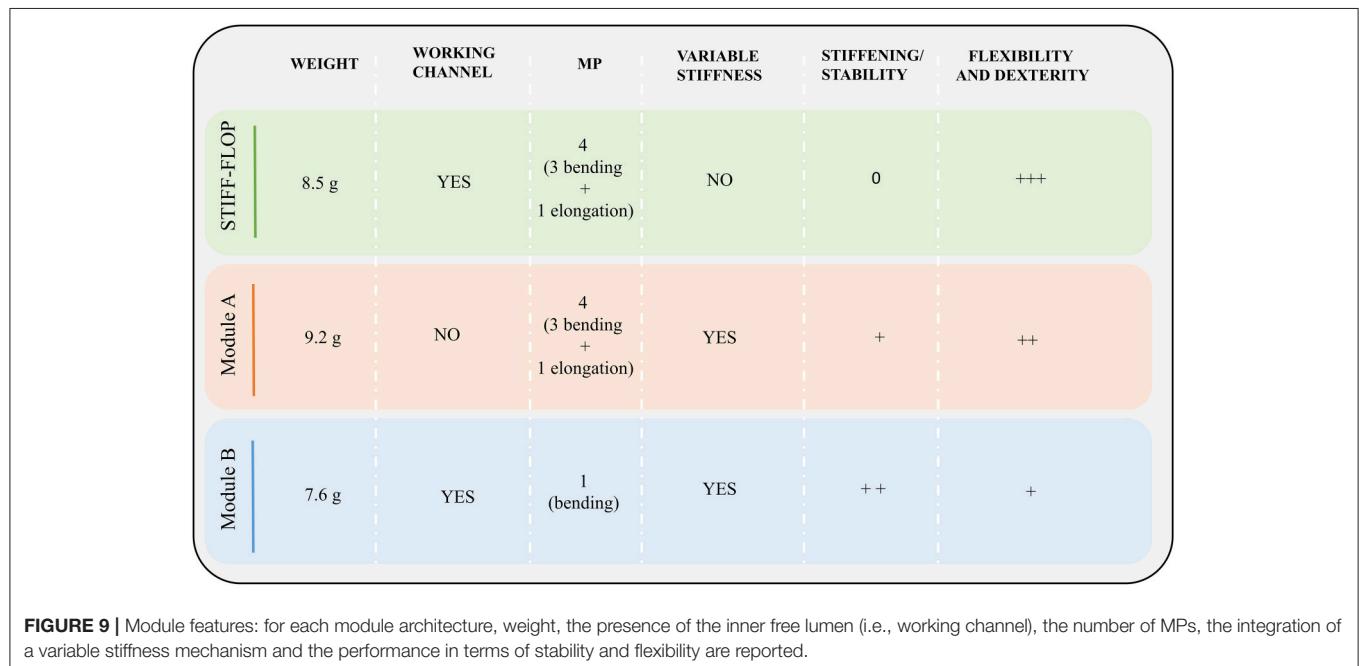 WEIGHT
WORKING
CHANNEL
MP
VARIABLE
STIFFNESS
STIFFENING/
STABILITY
FLEXIBILITY
AND DEXTERITY
STIFF-FLOP
8.5 g
YES
4
(3 bending
+
1 elongation)
NO
0
+++
Module A
9.2 g
NO
4
(3 bending
+
1 elongation)
YES
+
++
Module B
7.6 g
YES
1
(bending)
YES
+ +
+
FIGURE 9 | Module features: for each module architecture, weight, the presence of the inner free lumen (i.e., working channel), the number of MPs, the integration of
a variable stiffness mechanism and the performance in terms of stability and flexibility are reported.